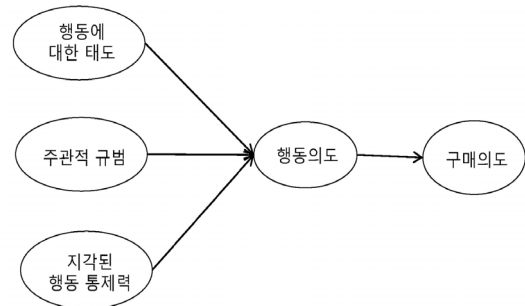 행동에
대한 태도
주관적 규범
지각된
행동 통제력
행동의도
구매의도